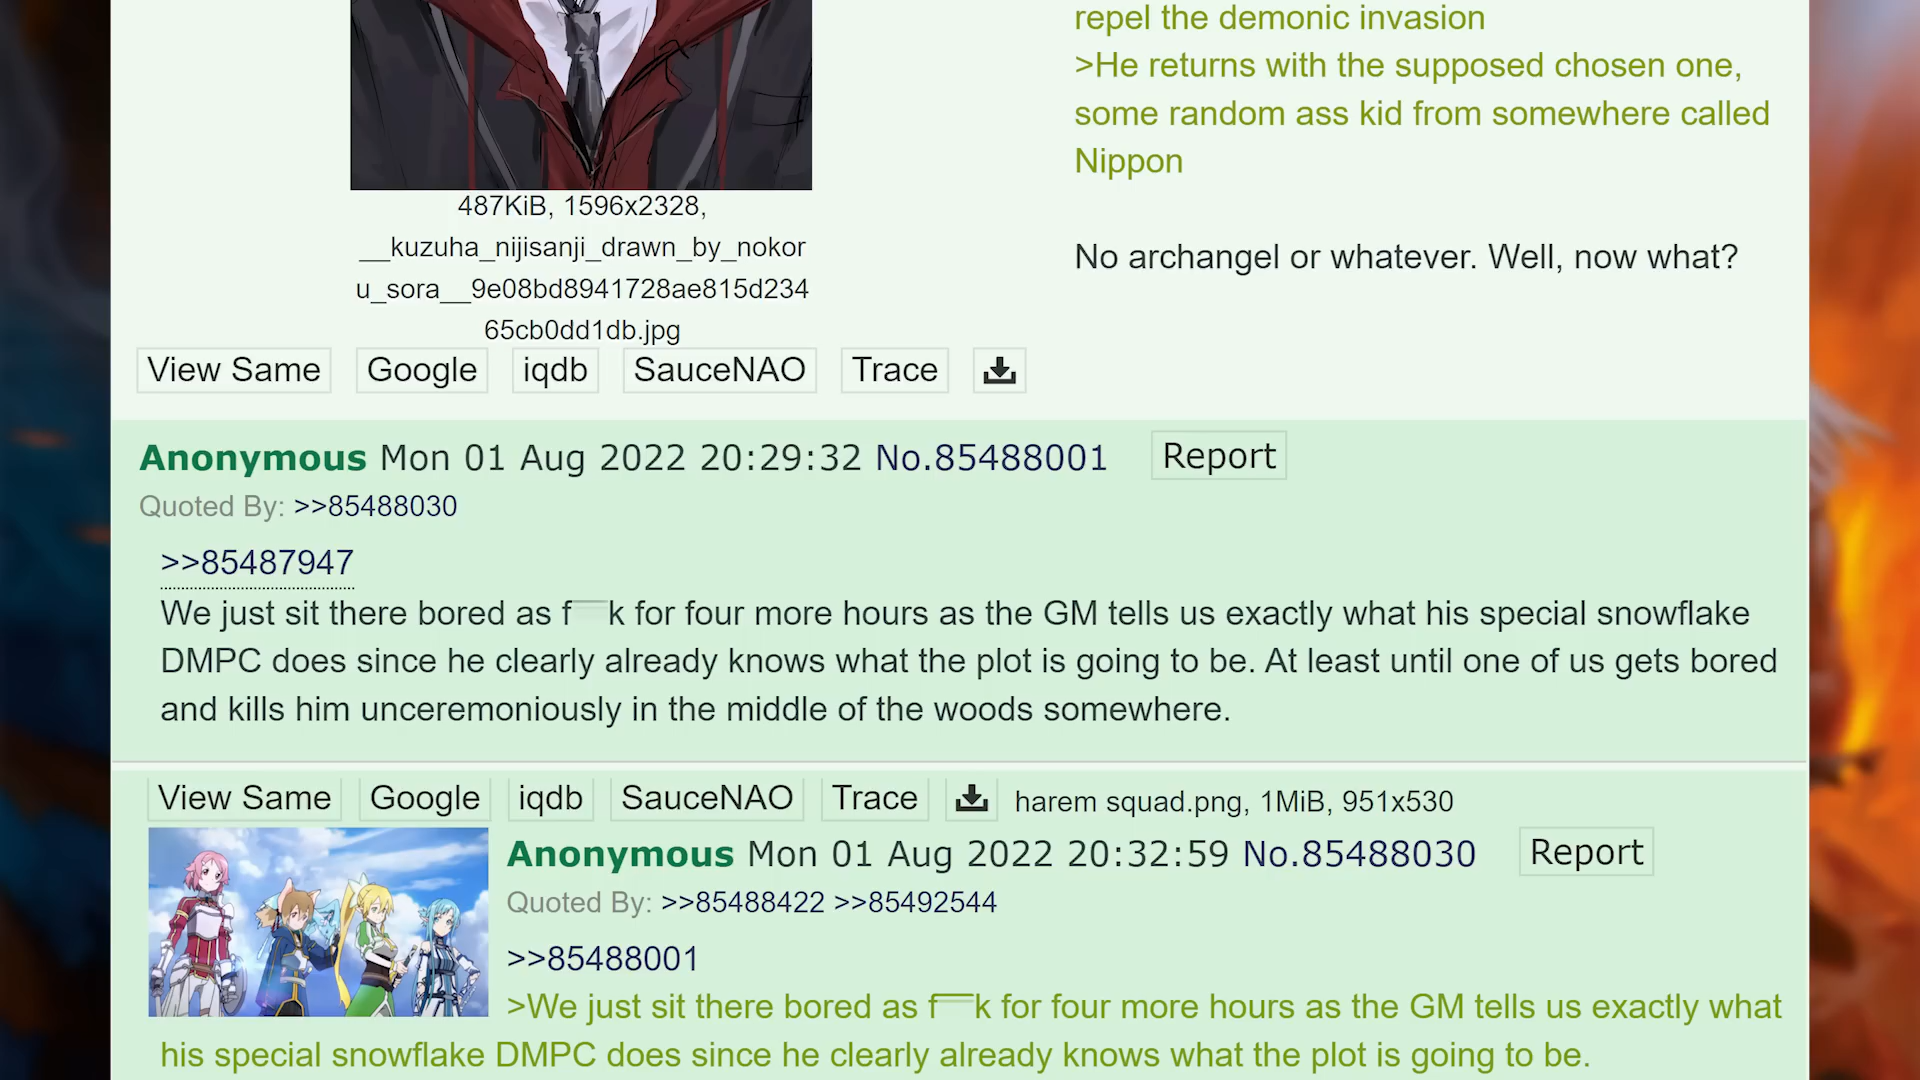 repel the demonic invasion
>He returns with the supposed chosen one,
some random ass kid from somewhere called
Nippon
No archangel or whatever. Well, now what?
487KiB, 1596x2328,
__kuzuha_nijisanji_drawn_by_nokor
u_sora__9e08bd8941728ae815d234
65cb0dd1db.jpg
View Same Google iqdb SauceNAO Trace
Anonymous Mon 01 Aug 2022 20:29:32 No.85488001 Report
Quoted By: >>85488030
>>85487947
We just sit there bored as f k for four more hours as the GM tells us exactly what his special snowflake
DMPC does since he clearly already knows what the plot is going to be. At least until one of us gets bored
and kills him unceremoniously in the middle of the woods somewhere.
View Same Google iqdb SauceNAO Trace harem squad.png, 1MiB, 951x530
Anonymous Mon 01 Aug 2022 20:32:59 No.85488030 Report
Quoted By: >>85488422 >>85492544
>>85488001
>We just sit there bored as f k for four more hours as the GM tells us exactly what
his special snowflake DMPC does since he clearly already knows what the plot is going to be.